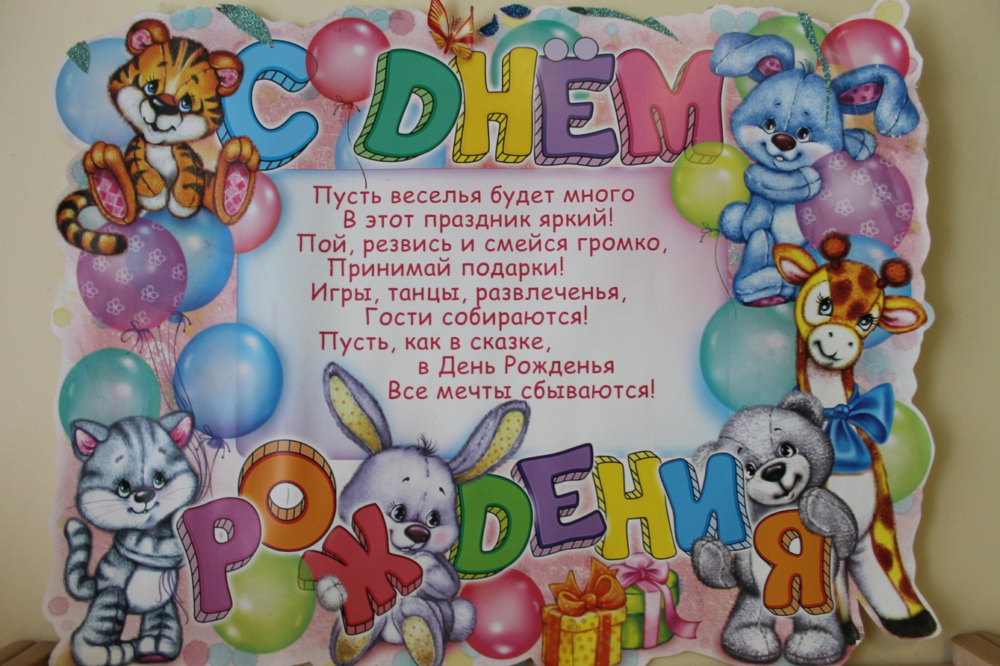 С ДНЁМ
Пусть веселья будет много
В этот праздник яркий!
Пой, резвись и смейся громко,
Принимай подарки!
Игры, танцы, развлеченья,
Гости собираются!
Пусть, как в сказке,
в День Рожденья
Все мечты сбываются!
РОЖДЕНИЯ